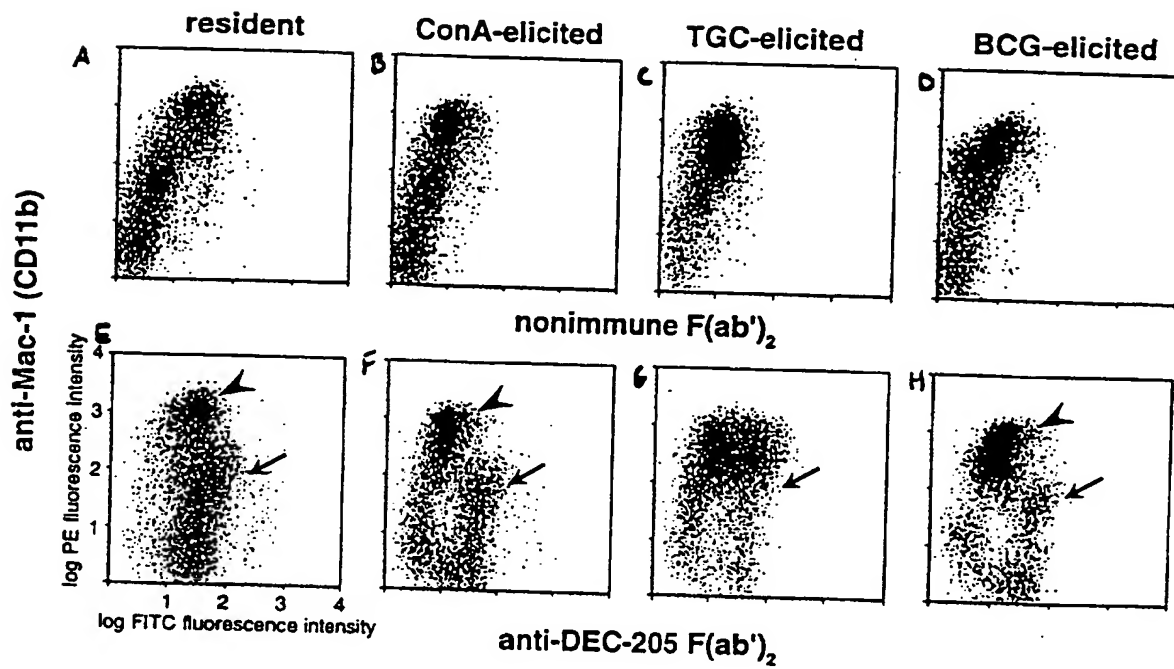 resident
ConA-elicited
TGC-elicited
BCG-elicited
A
B
C
D
anti-Mac-1 (CD11b)
nonimmune F(ab')2
E
F
G
H
4
3
2
1
log PE fluorescence intensity
1
2
3
4
log FITC fluorescence intensity
anti-DEC-205 F(ab')2